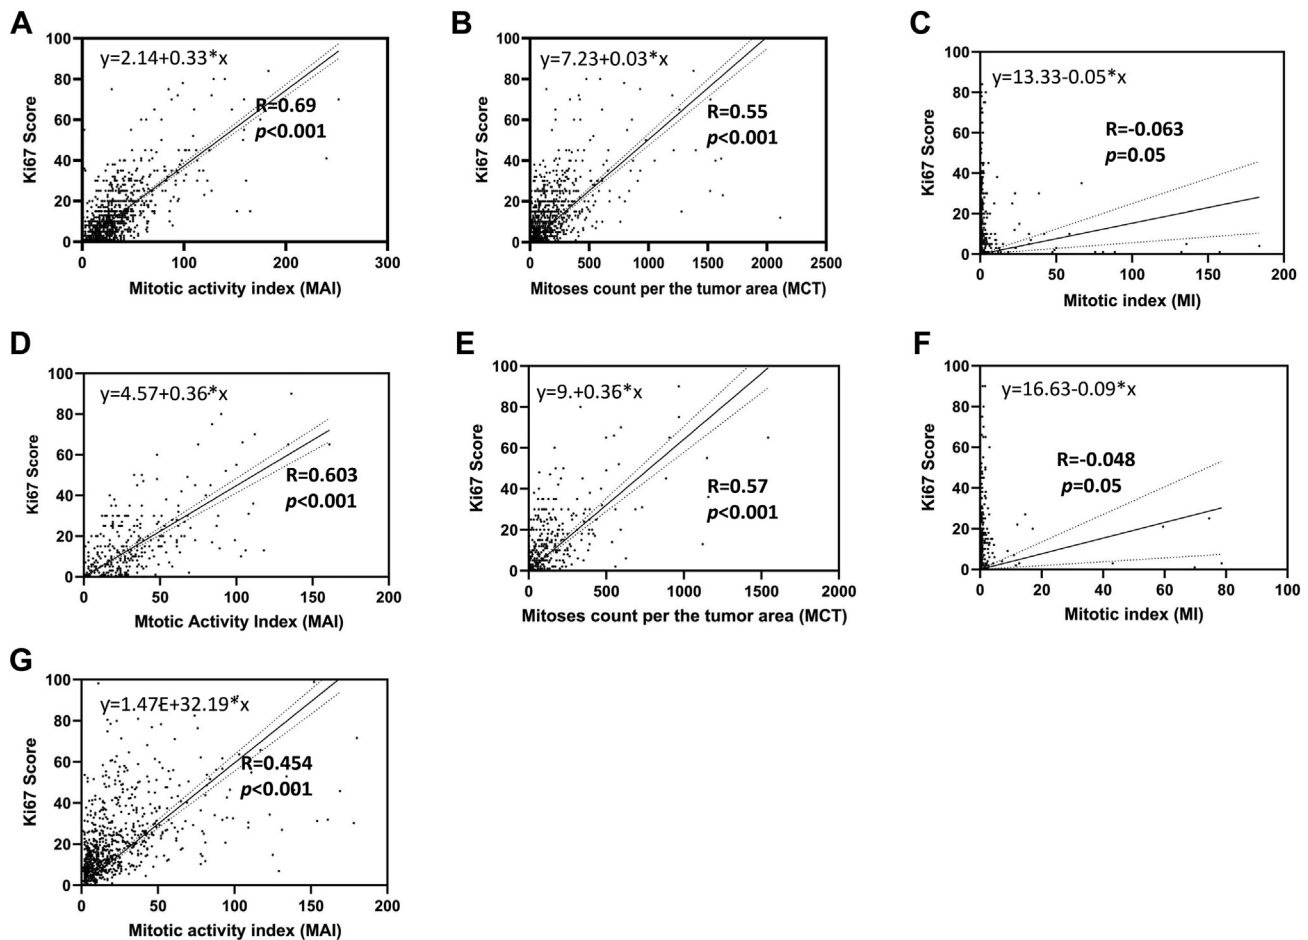 A
y=2.14+0.33*x
R=0.69
p<0.001
Ki67 Score
100
80
60
40
20
0
0 100 200 300
Mitotic activity index (MAI)
B
y=7.23+0.03*x
R=0.55
p<0.001
Ki67 Score
100
80
60
40
20
0
0 500 1000 1500 2000 2500
Mitoses count per the tumor area (MCT)
C
y=13.33-0.05*x
R=-0.063
p=0.05
Ki67 Score
100
80
60
40
20
0
0 50 100 150 200
Mitotic index (MI)
D
y=4.57+0.36*x
R=0.603
p<0.001
Ki67 Score
100
80
60
40
20
0
0 50 100 150 200
Mtotic Activity Index (MAI)
E
y=9.+0.36*x
R=0.57
p<0.001
Ki67 Score
100
80
60
40
20
0
0 500 1000 1500 2000
Mitoses count per the tumor area (MCT)
F
y=16.63-0.09*x
R=-0.048
p=0.05
Ki67 Score
100
80
60
40
20
0
0 20 40 60 80 100
Mitotic index (MI)
G
y=1.47E+32.19*x
R=0.454
p<0.001
Ki67 Score
100
80
60
40
20
0
0 50 100 150 200
Mitotic activity index (MAI)